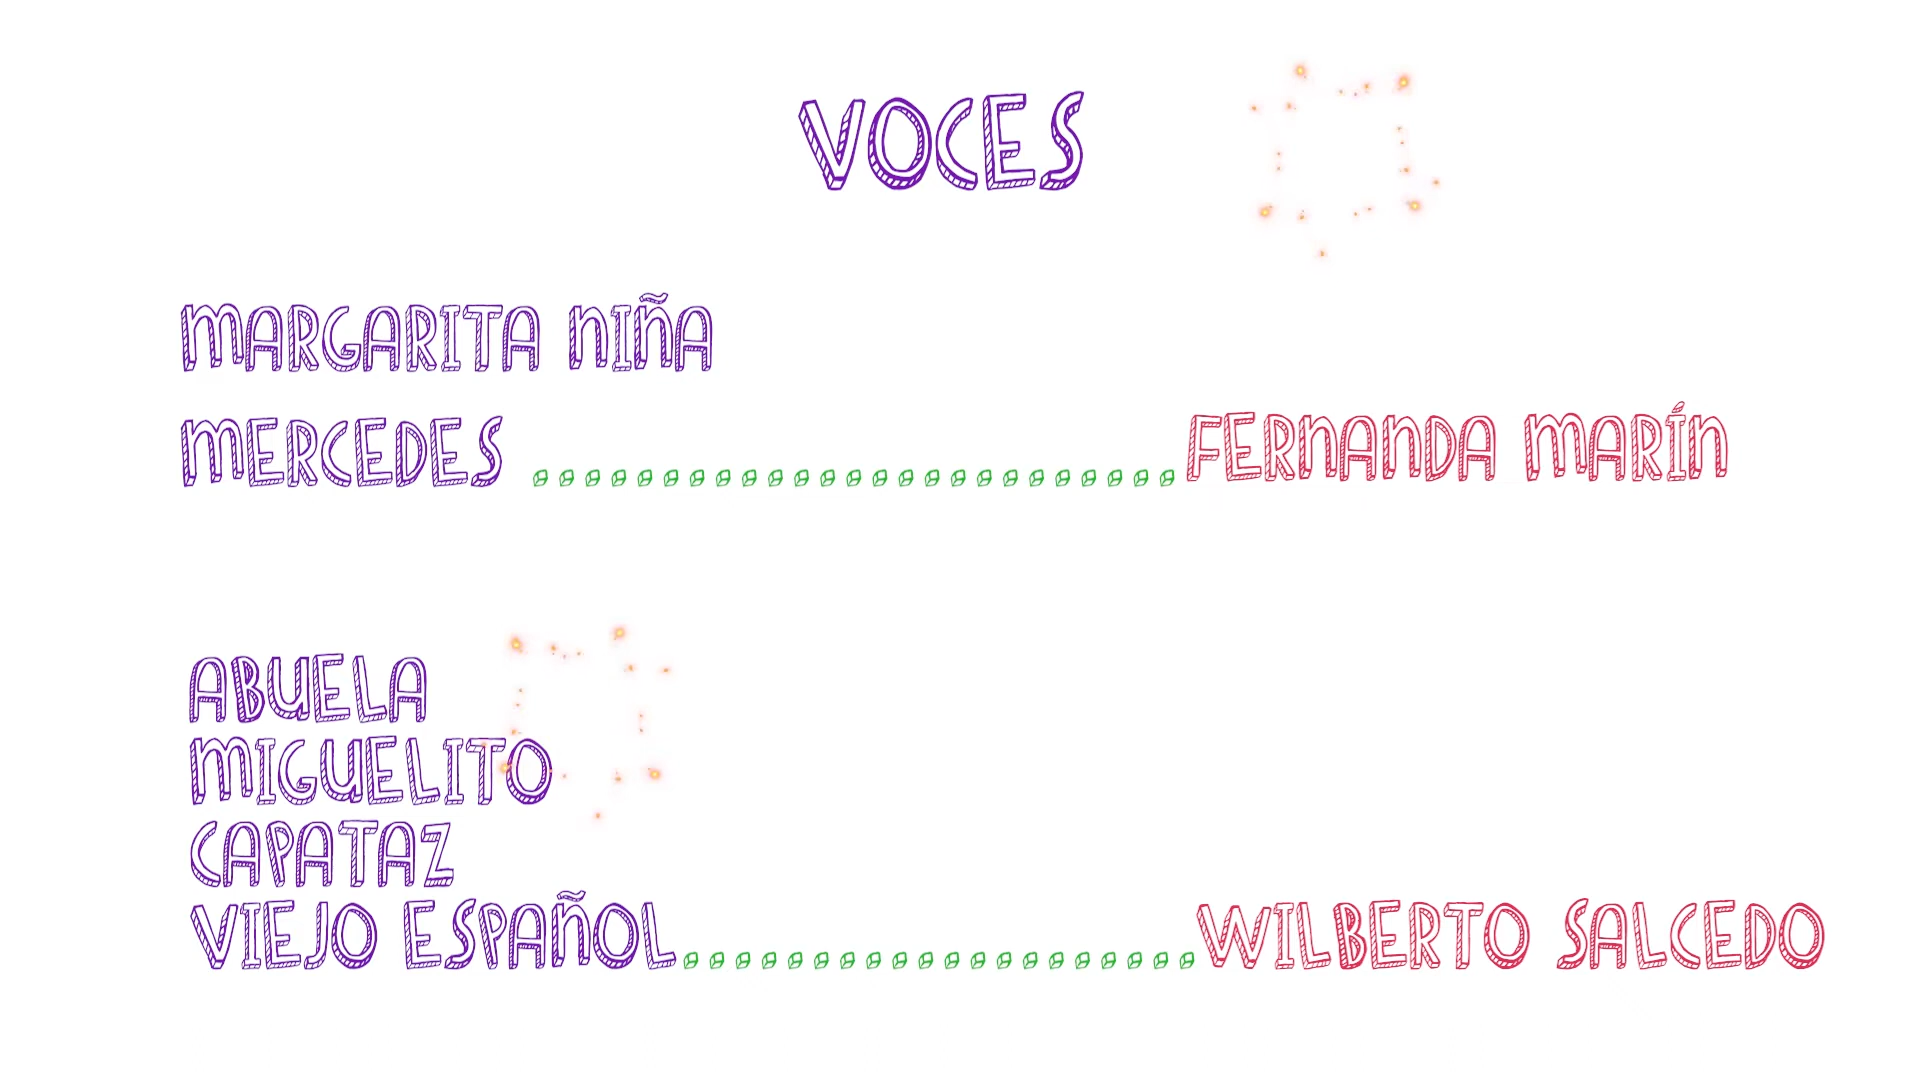 VOCES
MARGARITA NIÑA
MERCEDES .........................FERNANDA MARÍN
ABUELA
MIGUELITO
CAPATAZ
VIEJO ESPAÑOL....................WILBERTO SALCEDO